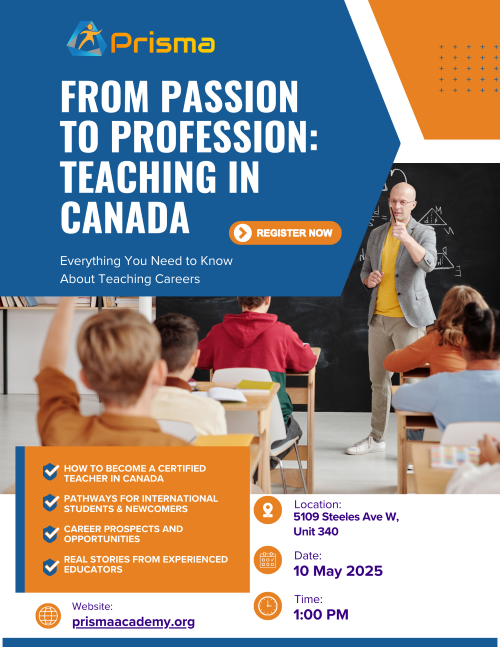 Prisma
FROM PASSION
TO PROFESSION:
TEACHING IN
CANADA
REGISTER NOW
Everything You Need to Know
About Teaching Careers
HOW TO BECOME A CERTIFIED
TEACHER IN CANADA
PATHWAYS FOR INTERNATIONAL
STUDENTS & NEWCOMERS
CAREER PROSPECTS AND
OPPORTUNITIES
REAL STORIES FROM EXPERIENCED
EDUCATORS
Location:
5109 Steeles Ave W,
Unit 340
Date:
10 May 2025
Time:
1:00 PM
Website:
prismaacademy.org